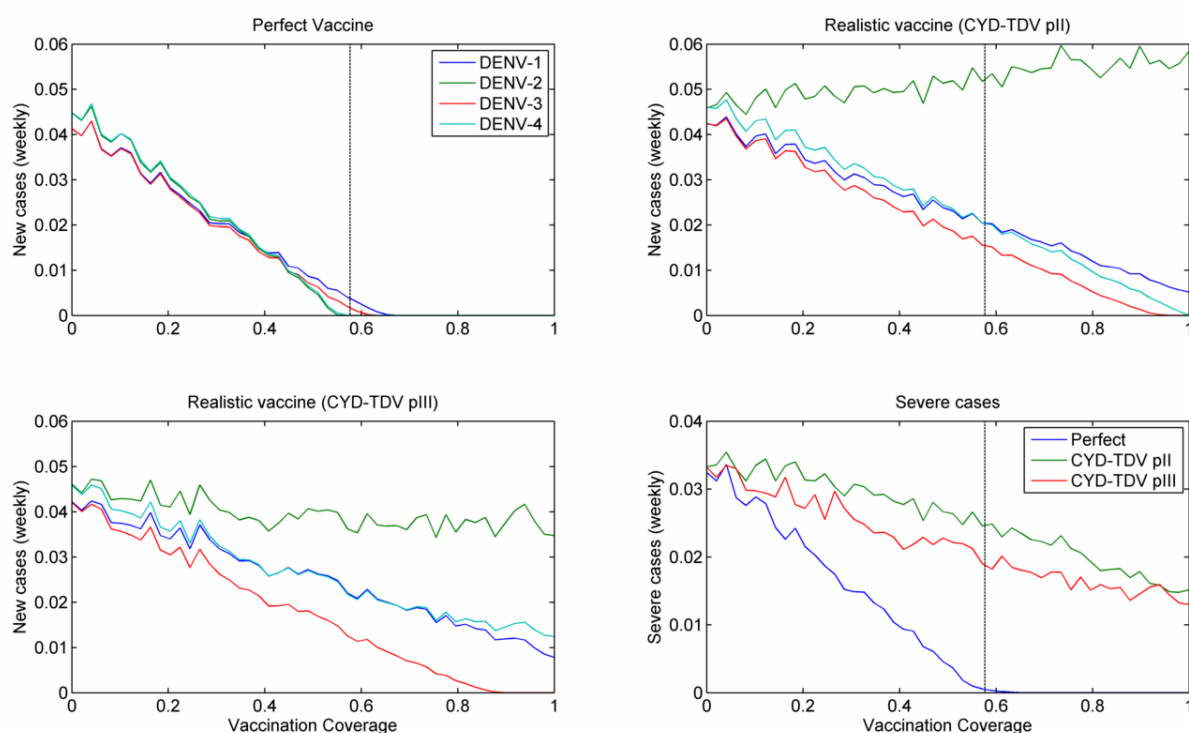 Perfect Vaccine
0.06
0.05
0.04
0.03
0.02
0.01
0
New cases (weekly)
DENV-1
DENV-2
DENV-3
DENV-4
0
0.2
0.4
0.6
0.8
1
Realistic vaccine (CYD-TDV pII)
0.06
0.05
0.04
0.03
0.02
0.01
0
New cases (weekly)
0
0.2
0.4
0.6
0.8
1
Realistic vaccine (CYD-TDV pIII)
0.06
0.05
0.04
0.03
0.02
0.01
0
New cases (weekly)
0
0.2
0.4
0.6
0.8
1
Vaccination Coverage
Severe cases
0.04
0.03
0.02
0.01
0
Severe cases (weekly)
Perfect
CYD-TDV pII
CYD-TDV pIII
0
0.2
0.4
0.6
0.8
1
Vaccination Coverage